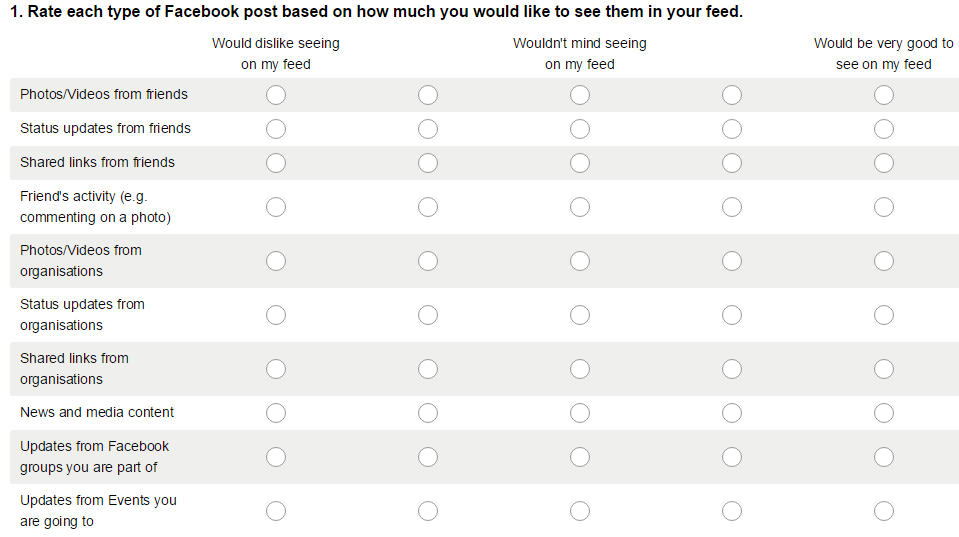 1. Rate each type of Facebook post based on how much you would like to see them in your feed.
Would dislike seeing Wouldn't mind seeing Would be very good to
on my feed on my feed see on my feed
Photos/Videos from friends
Status updates from friends
Shared links from friends
Friend's activity (e.g.
commenting on a photo)
Photos/Videos from
organisations
Status updates from
organisations
Shared links from
organisations
News and media content
Updates from Facebook
groups you are part of
Updates from Events you
are going to